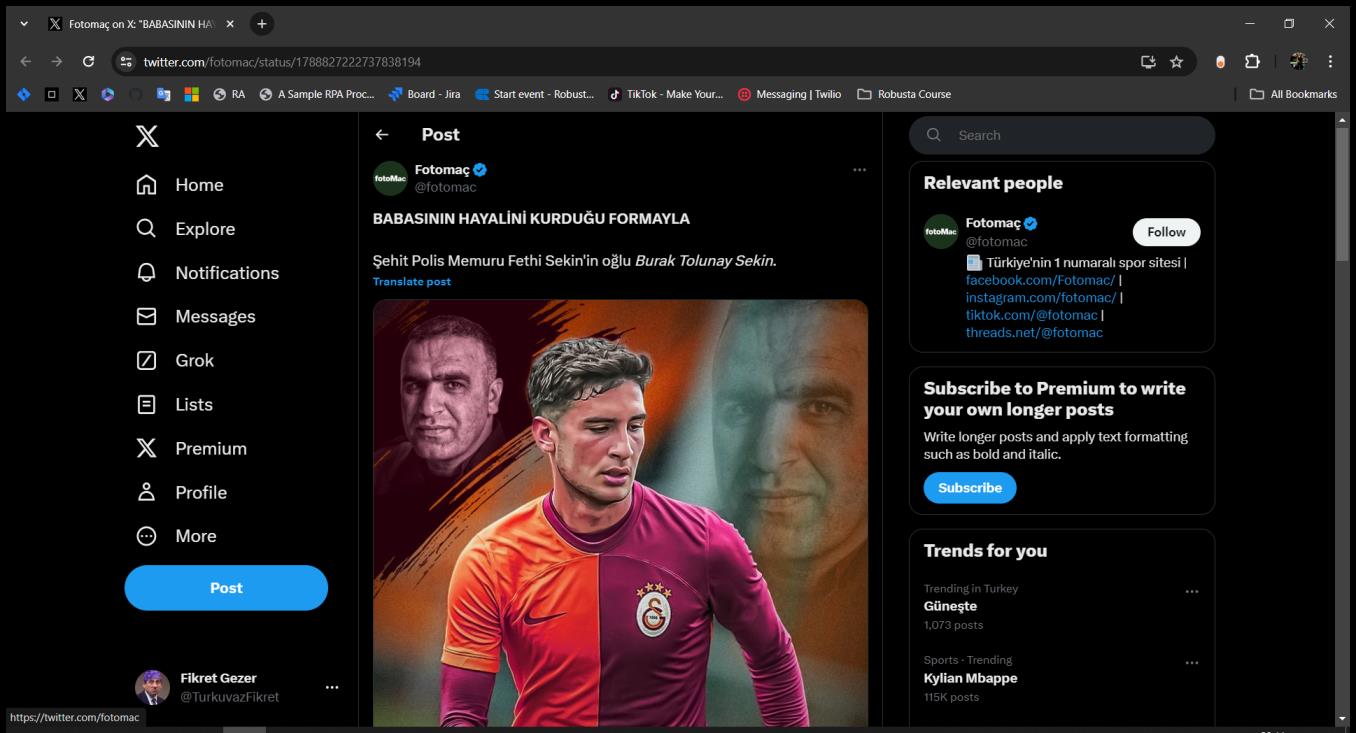 Fotomaç on X: "BABASININ HAY
twitter.com/fotomac/status/1788827222737838194
RA
A Sample RPA Proc...
Board - Jira
Start event - Robust...
TikTok - Make Your...
Messaging | Twilio
Robusta Course
All Bookmarks
Home
Explore
Notifications
Messages
Grok
Lists
Premium
Profile
More
Post
Fikret Gezer
@TurkuvazFikret
https://twitter.com/fotomac
Post
fotoMac
Fotomaç
@fotomac
BABASININ HAYALİNİ KURDUĞU FORMAYLA
Şehit Polis Memuru Fethi Sekin'in oğlu Burak Tolunay Sekin.
Translate post
Search
Relevant people
fotoMac
Fotomaç
@fotomac
Follow
Türkiye'nin 1 numaralı spor sitesi |
facebook.com/Fotomac/ |
instagram.com/fotomac/ |
tiktok.com/@fotomac |
threads.net/@fotomac
Subscribe to Premium to write
your own longer posts
Write longer posts and apply text formatting
such as bold and italic.
Subscribe
Trends for you
Trending in Turkey
Güneşte
1,073 posts
Sports · Trending
Kylian Mbappe
115K posts